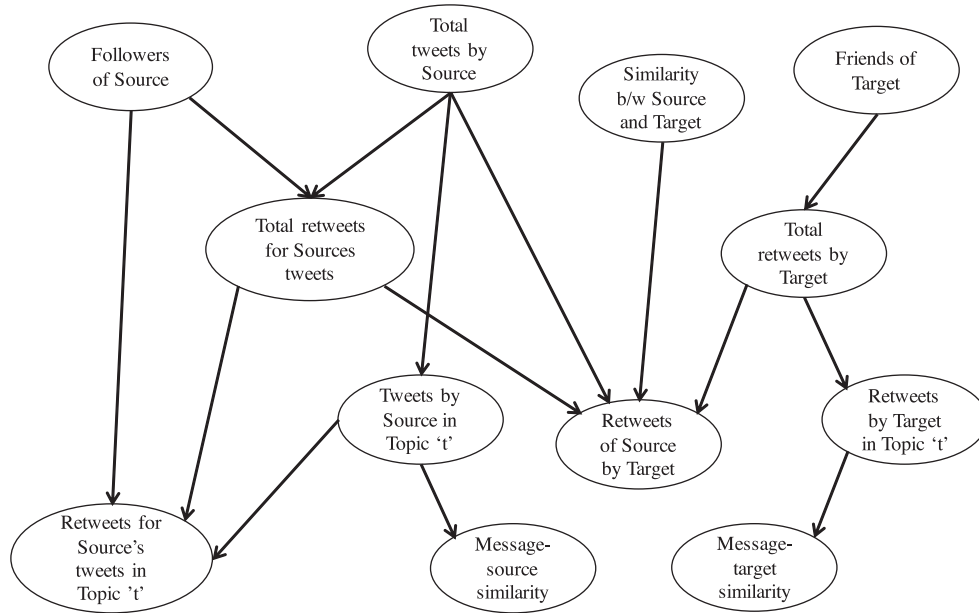 Followers
of Source
Total
tweets by
Source
Similarity
b/w Source
and Target
Friends of
Target
Total retweets
for Sources
tweets
Total
retweets by
Target
Tweets by
Source in
Topic ‘t’
Retweets
of Source
by Target
Retweets
by Target
in Topic ‘t’
Retweets for
Source’s
tweets in
Topic ’t’
Message-
source
similarity
Message-
target
similarity